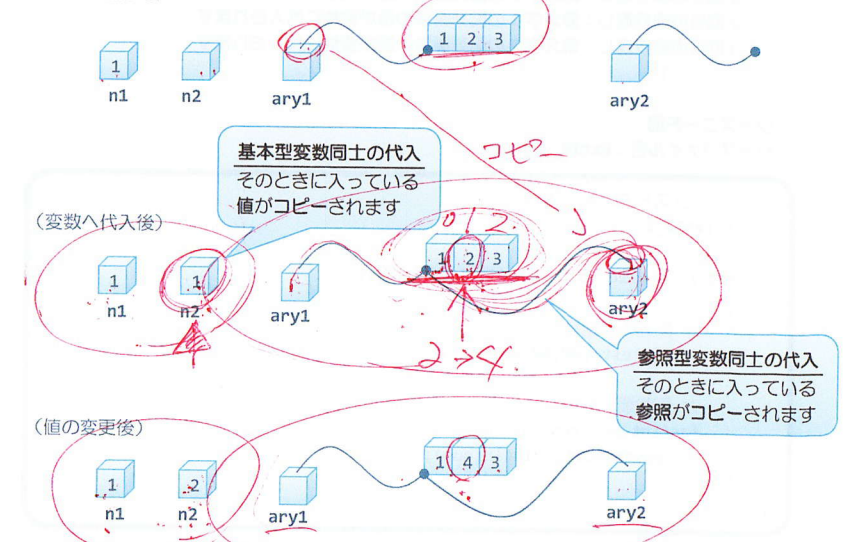 1 2 3
1
n1 n2 ary1 ary2
コピー
基本型変数同士の代入
そのときに入っている
値がコピーされます
(変数へ代入後)
0 1 2
1 1 1 2 3
n1 n2 ary1 ary2
2→4
参照型変数同士の代入
そのときに入っている
参照がコピーされます
(値の変更後)
1 2 1 4 3
n1 n2 ary1 ary2